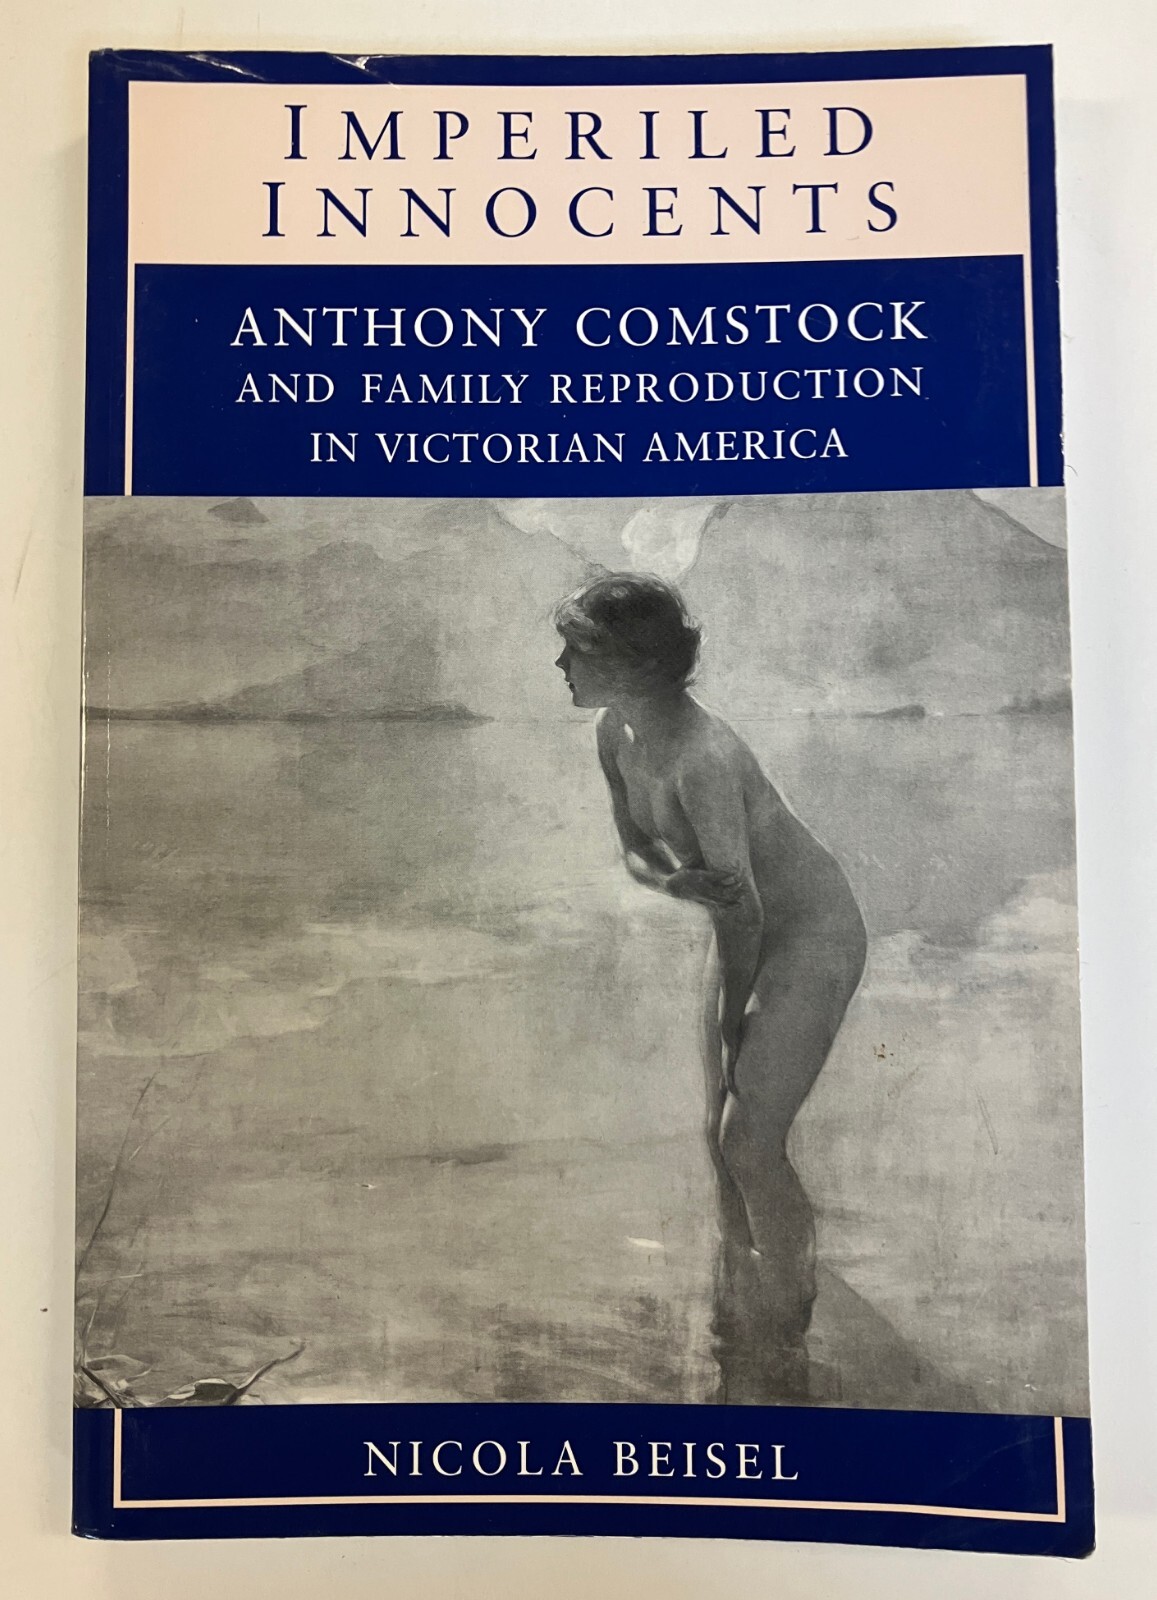 IMPERILED
INNOCENTS
ANTHONY COMSTOCK
AND FAMILY REPRODUCTION
IN VICTORIAN AMERICA
NICOLA BEISEL